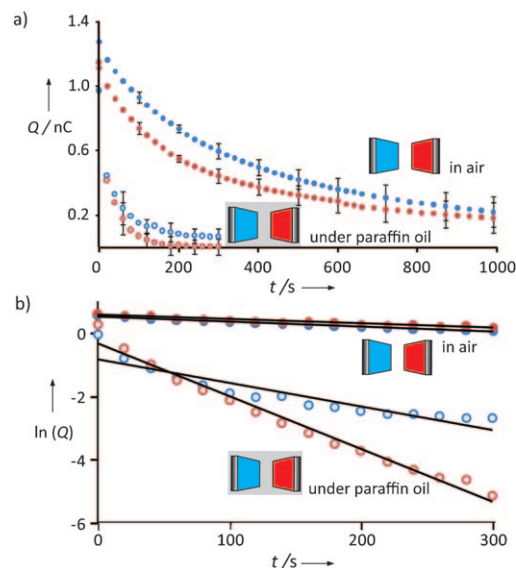 a)
1.4
1.0
Q / nC
0.6
0.2
in air
under paraffin oil
0 200 400 600 800 1000
t /s
b)
0
-2
ln (Q)
-4
-6
in air
under paraffin oil
0 100 200 300
t /s